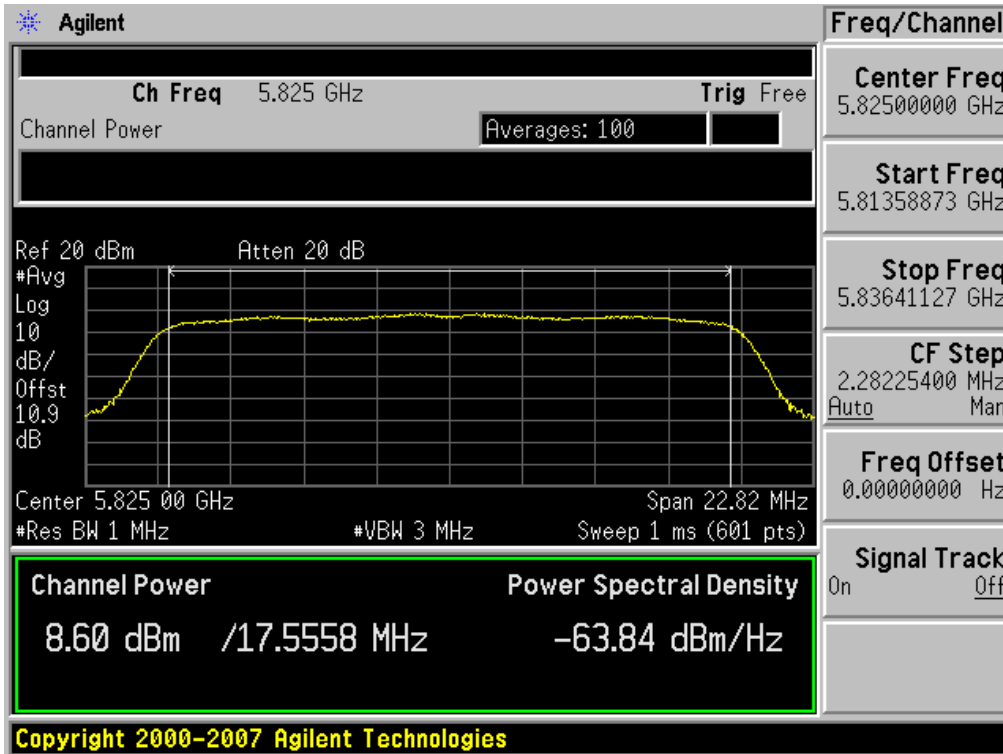 Agilent
Freq/Channel
Ch Freq 5.825 GHz Trig Free
Channel Power Averages: 100
Center Freq
5.82500000 GHz
Start Freq
5.81358873 GHz
Stop Freq
5.83641127 GHz
CF Step
2.28225400 MHz
Auto Man
Freq Offset
0.00000000 Hz
Signal Track
On Off
Ref 20 dBm Atten 20 dB
#Avg
Log
10
dB/
Offst
10.9
dB
Center 5.825 00 GHz Span 22.82 MHz
#Res BW 1 MHz #VBW 3 MHz Sweep 1 ms (601 pts)
Channel Power Power Spectral Density
8.60 dBm /17.5558 MHz -63.84 dBm/Hz
Copyright 2000-2007 Agilent Technologies